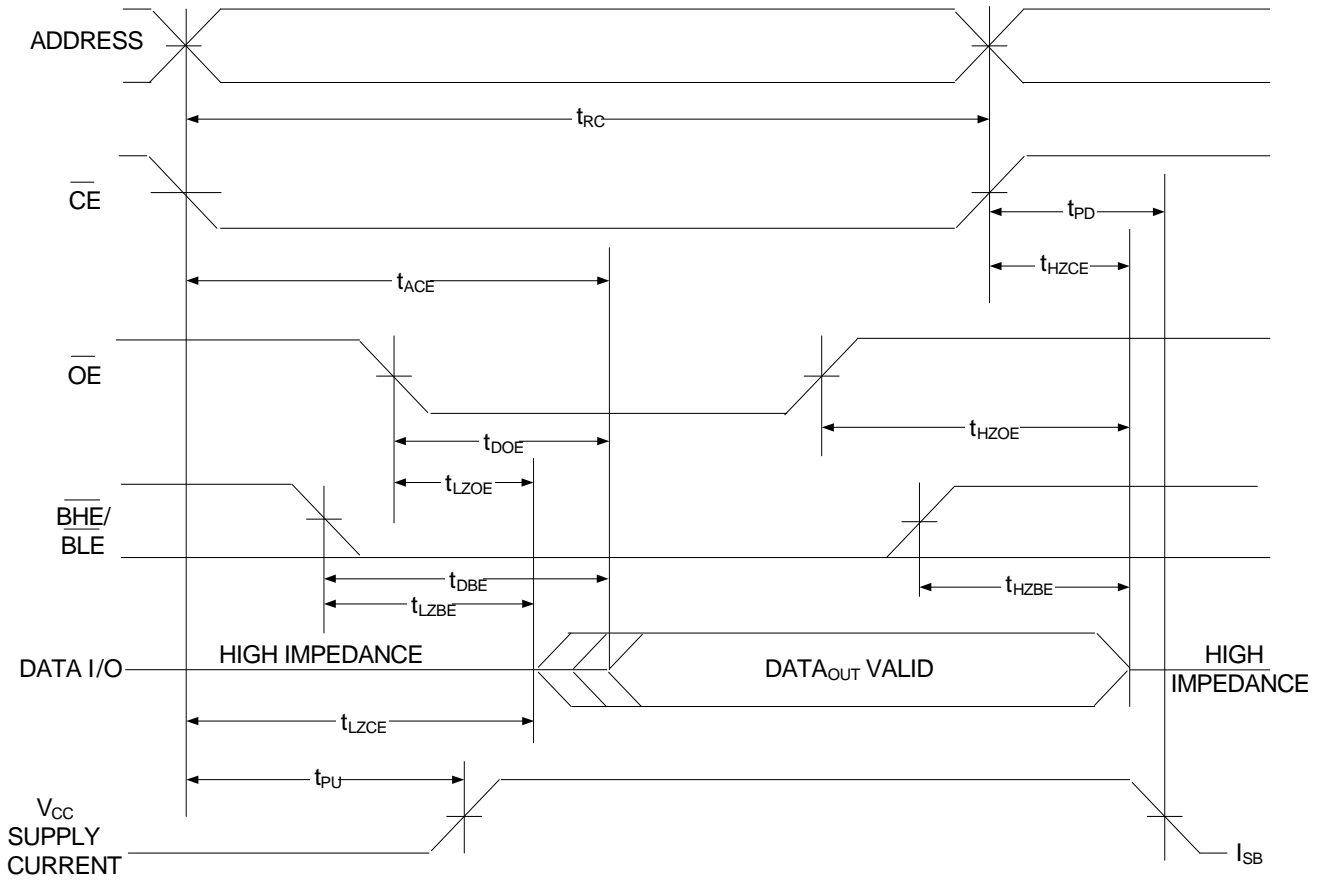 ADDRESS
tRC
CE
tPD
tHZCE
tACE
OE
tDOE
tHZOE
tLZOE
BHE/
BLE
tDBE
tHZBE
tLZBE
DATA I/O
HIGH IMPEDANCE
DATAOUT VALID
HIGH
IMPEDANCE
tLZCE
tPU
VCC
SUPPLY
CURRENT
ISB